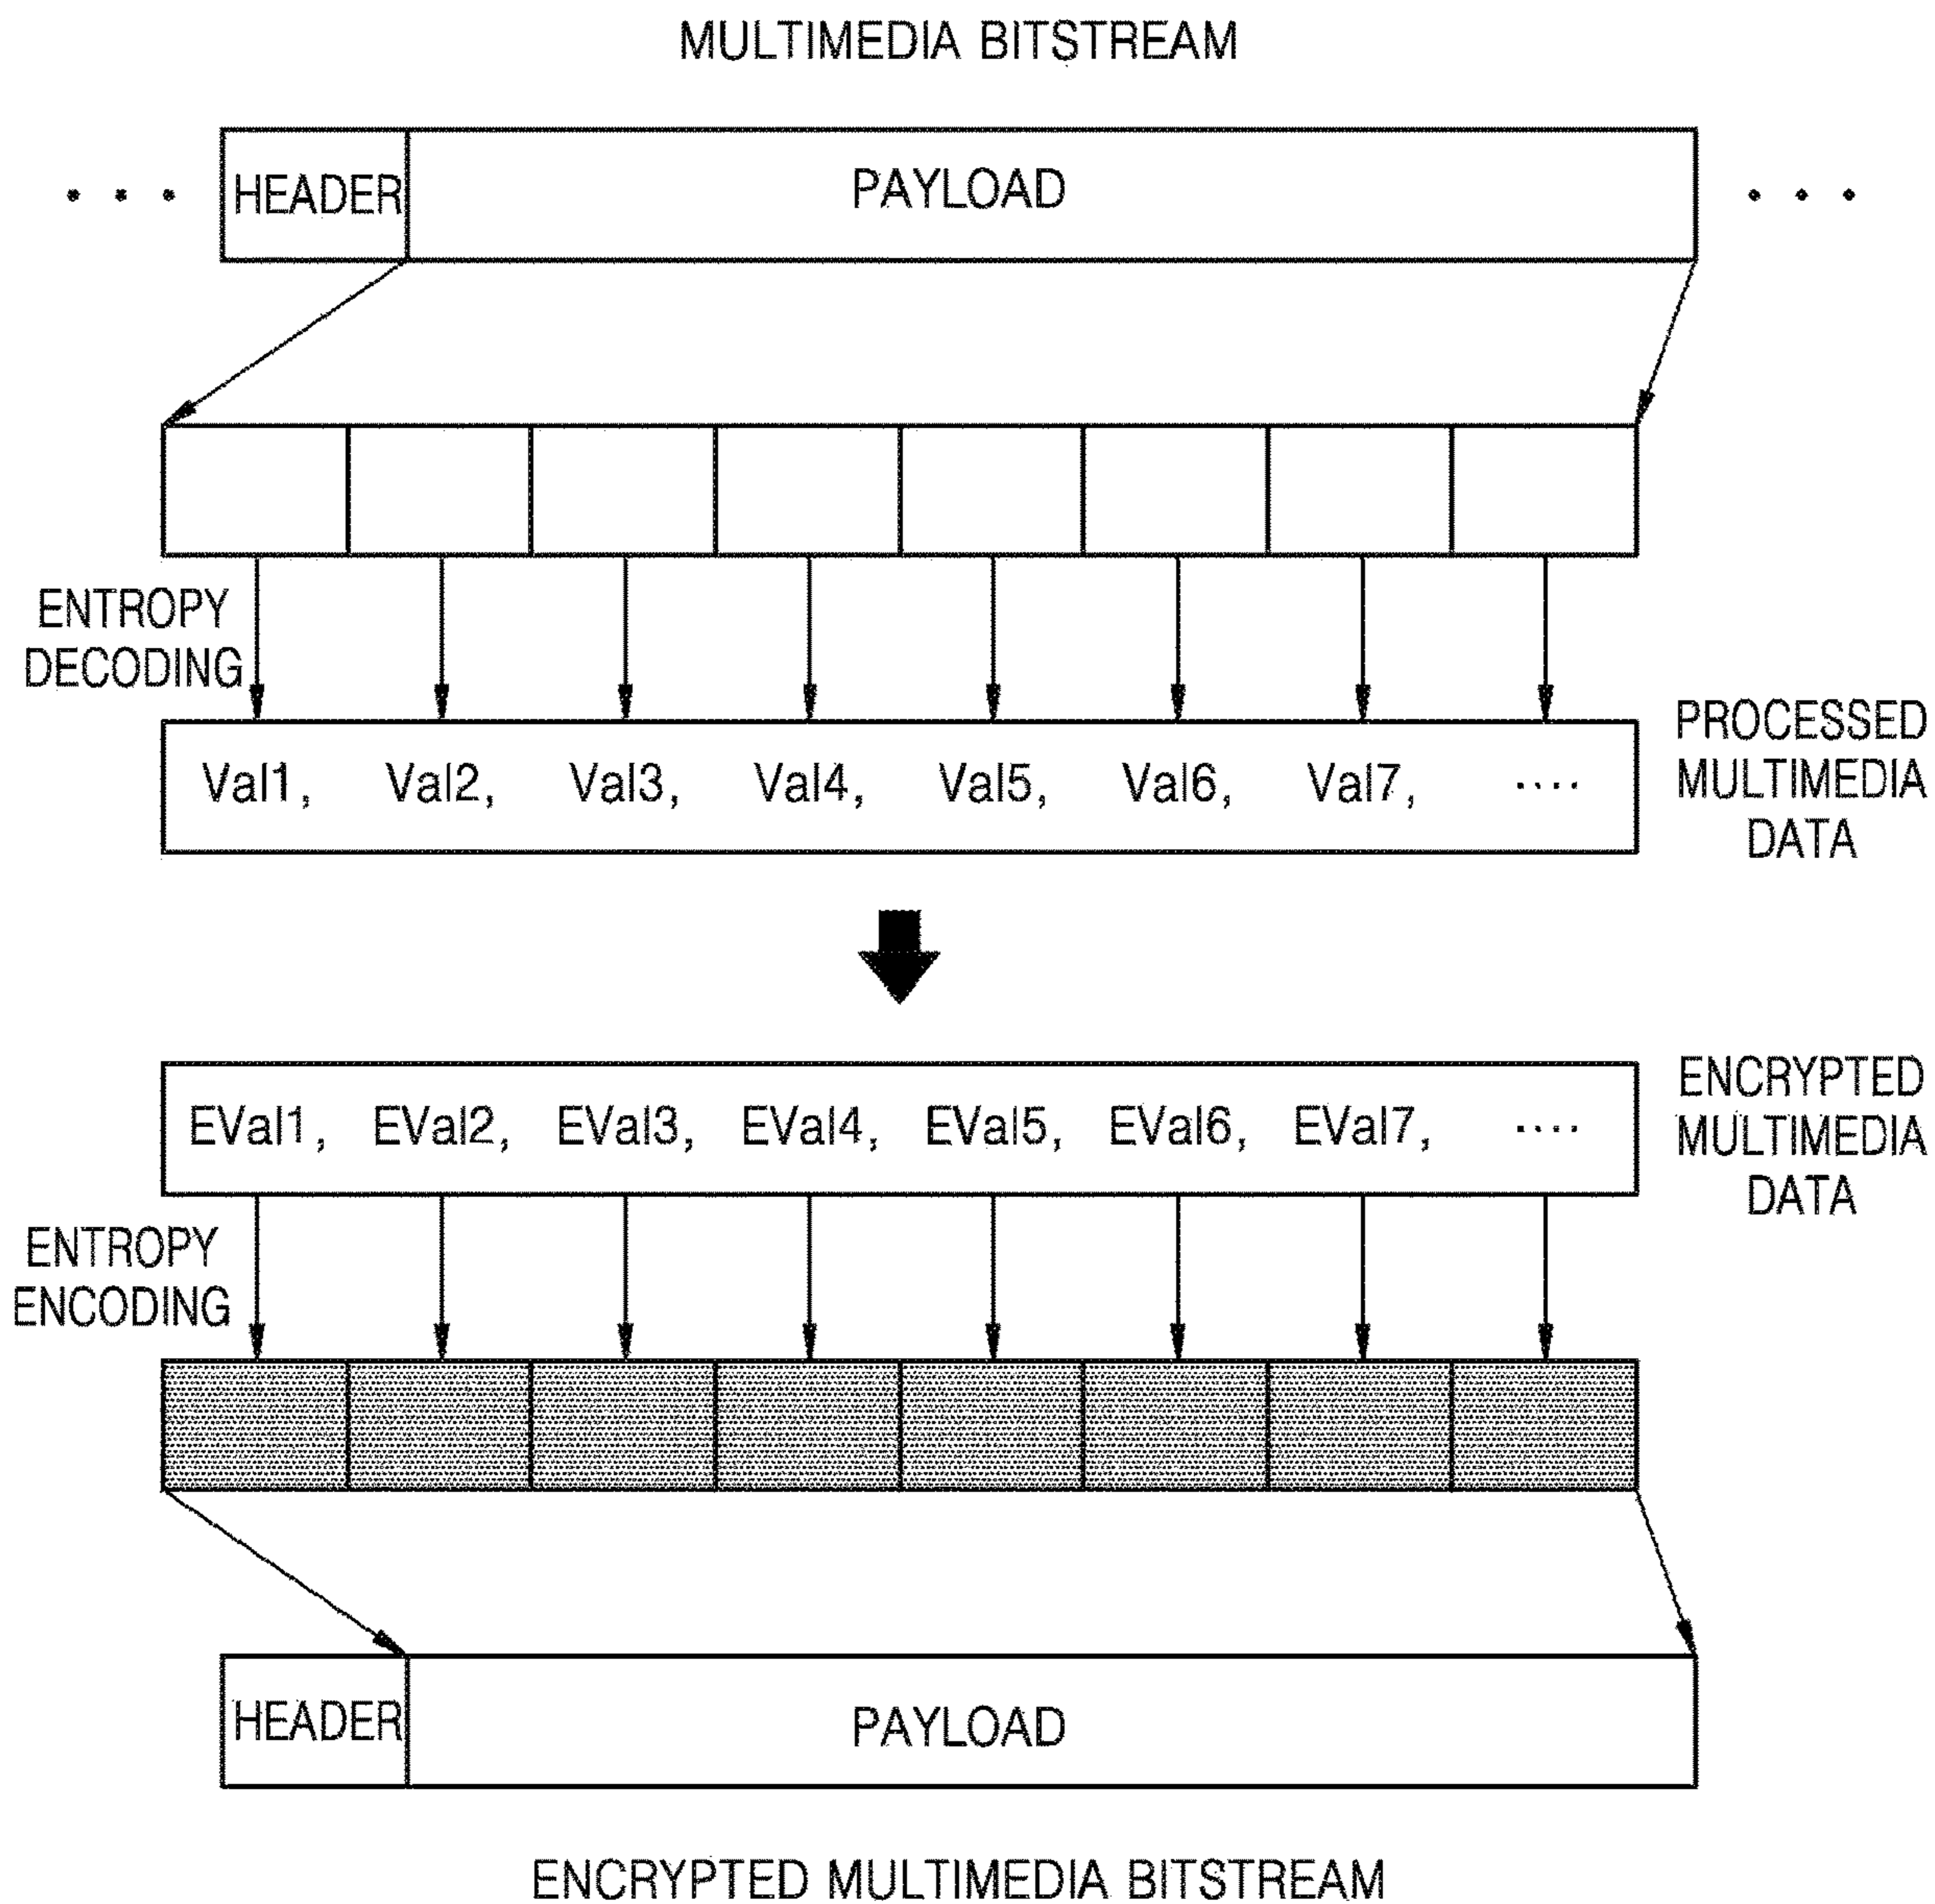 MULTIMEDIA BITSTREAM
. . . HEADER PAYLOAD . . .
ENTROPY
DECODING
Val1, Val2, Val3, Val4, Val5, Val6, Val7, ....
PROCESSED
MULTIMEDIA
DATA
EVal1, EVal2, EVal3, EVal4, EVal5, EVal6, EVal7, ....
ENCRYPTED
MULTIMEDIA
DATA
ENTROPY
ENCODING
HEADER PAYLOAD
ENCRYPTED MULTIMEDIA BITSTREAM